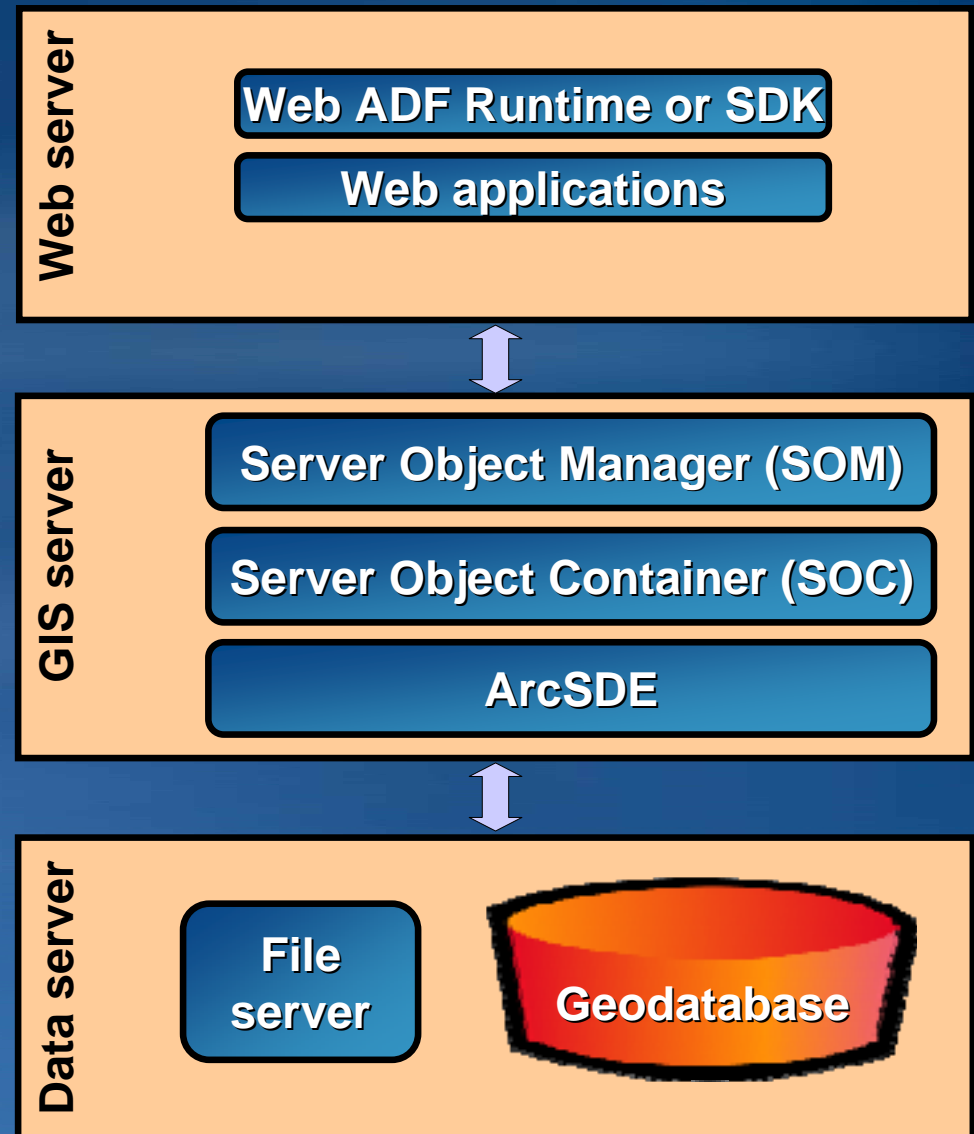 Web server
Web ADF Runtime or SDK
Web applications
GIS server
Server Object Manager (SOM)
Server Object Container (SOC)
ArcSDE
Data server
File
server
Geodatabase